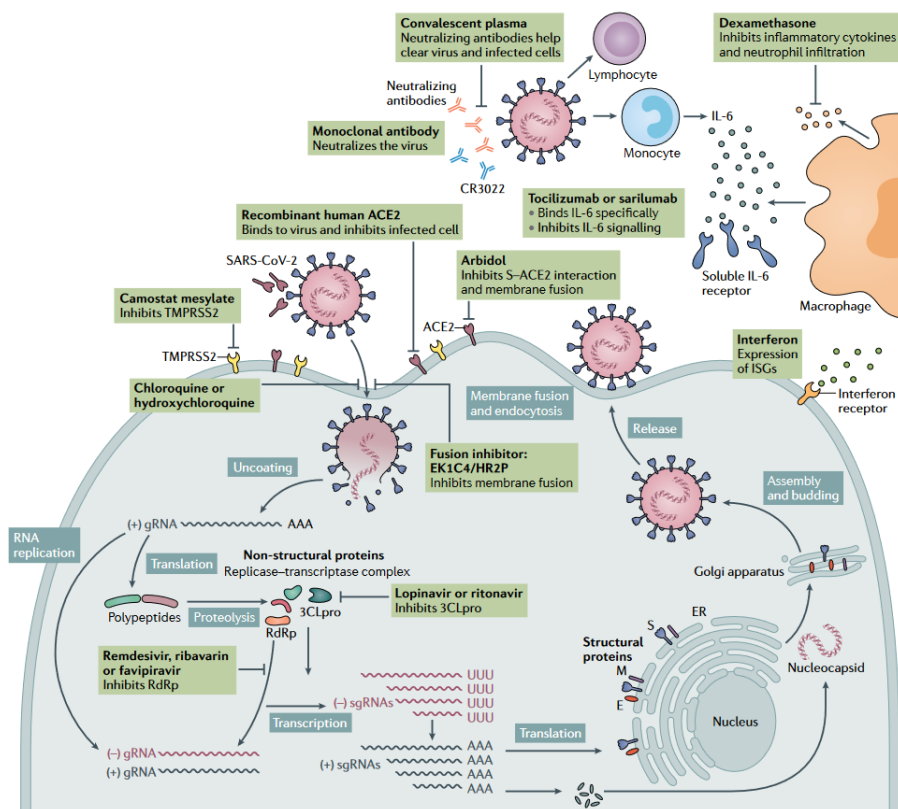 Convalescent plasma
Neutralizing antibodies help
clear virus and infected cells
Dexamethasone
Inhibits inflammatory cytokines
and neutrophil infiltration
Lymphocyte
Neutralizing
antibodies
Monoclonal antibody
Neutralizes the virus
IL-6
Monocyte
CR3022
Tocilizumab or sarilumab
• Binds IL-6 specifically
• Inhibits IL-6 signalling
Recombinant human ACE2
Binds to virus and inhibits infected cell
SARS-CoV-2
Arbidol
Inhibits S–ACE2 interaction
and membrane fusion
Soluble IL-6
receptor
Macrophage
Camostat mesylate
Inhibits TMPRSS2
ACE2
TMPRSS2
Interferon
Expression
of ISGs
Interferon
receptor
Chloroquine or
hydroxychloroquine
Membrane fusion
and endocytosis
Release
Fusion inhibitor:
EK1C4/HR2P
Inhibits membrane fusion
Uncoating
Assembly
and budding
(+) gRNA
AAA
RNA
replication
Translation
Non-structural proteins
Replicase–transcriptase complex
Golgi apparatus
Polypeptides
Proteolysis
3CLpro
RdRp
Lopinavir or ritonavir
Inhibits 3CLpro
ER
S
Structural
proteins
M
E
Nucleocapsid
Remdesivir, ribavarin
or favipiravir
Inhibits RdRp
UUU
UUU
(−) sgRNAs
UUU
UUU
Transcription
Nucleus
(−) gRNA
(+) gRNA
AAA
(+) sgRNAs
AAA
AAA
AAA
Translation